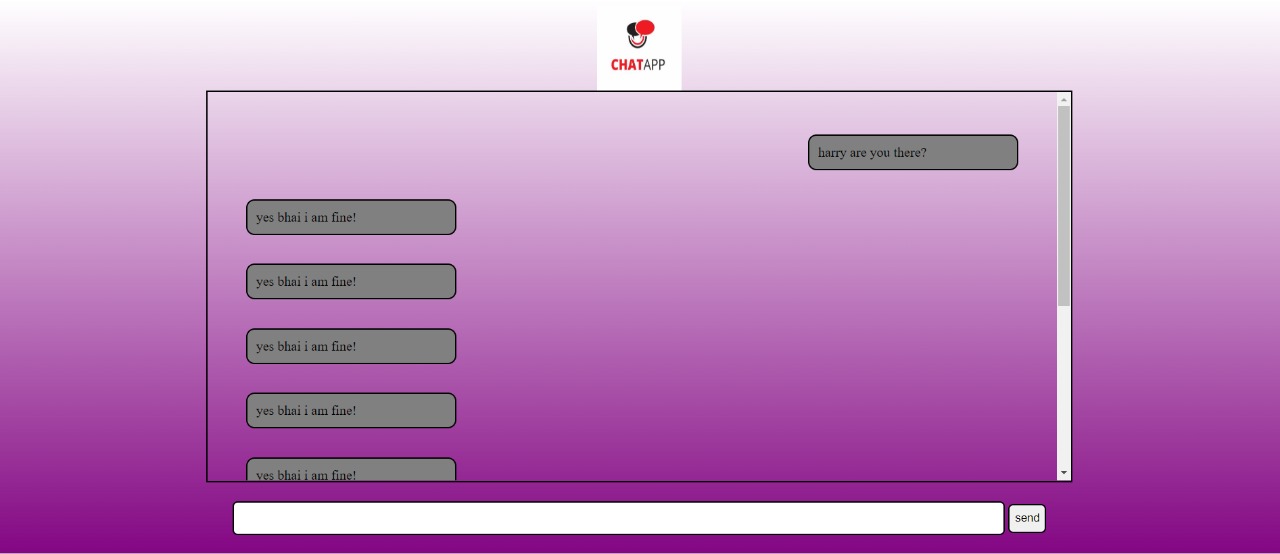 CHATAPP
harry are you there?
yes bhai i am fine!
yes bhai i am fine!
yes bhai i am fine!
yes bhai i am fine!
yes bhai i am fine!
send